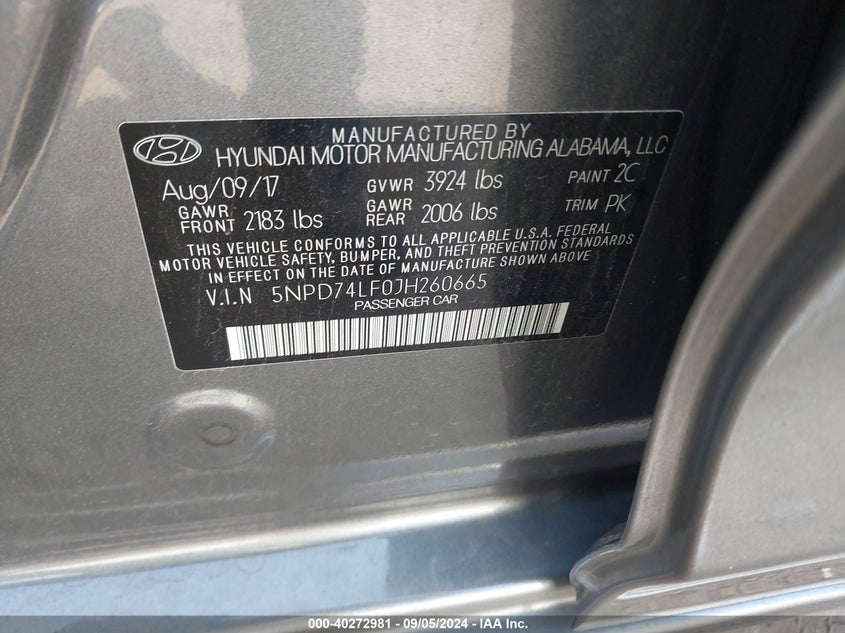 MANUFACTURED BY
HYUNDAI MOTOR MANUFACTURING ALABAMA, LLC
Aug/09/17 GVWR 3924 lbs PAINT 2C
GAWR FRONT 2183 lbs GAWR REAR 2006 lbs TRIM PK
THIS VEHICLE CONFORMS TO ALL APPLICABLE U.S.A. FEDERAL
MOTOR VEHICLE SAFETY, BUMPER, AND THEFT PREVENTION STANDARDS
IN EFFECT ON THE DATE OF MANUFACTURE SHOWN ABOVE
V.I.N 5NPD74LF0JH260665
PASSENGER CAR
000-40272981 - 09/05/2024 - IAA Inc.